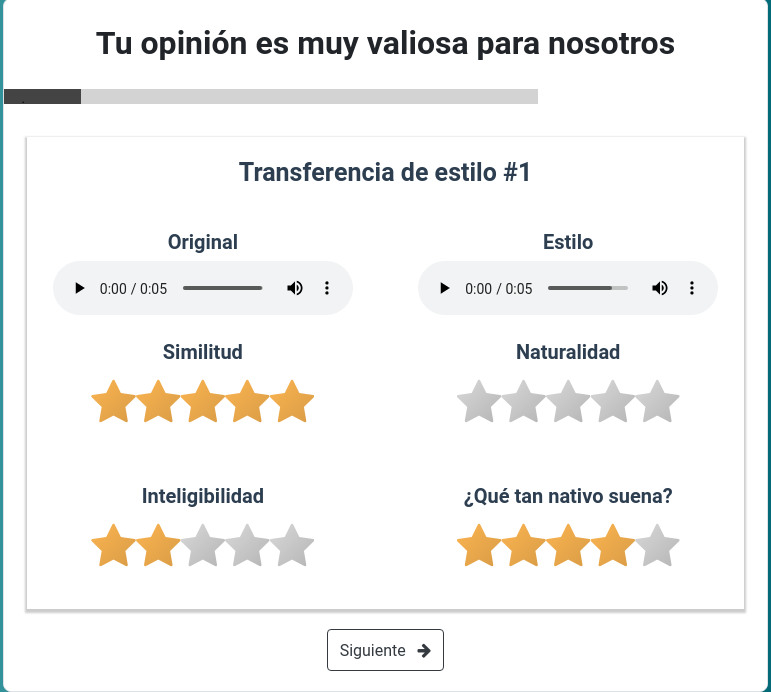 Tu opinión es muy valiosa para nosotros
Transferencia de estilo #1
Original
Estilo
0:00 / 0:05
0:00 / 0:05
Similitud
Naturalidad
Inteligibilidad
¿Qué tan nativo suena?
Siguiente